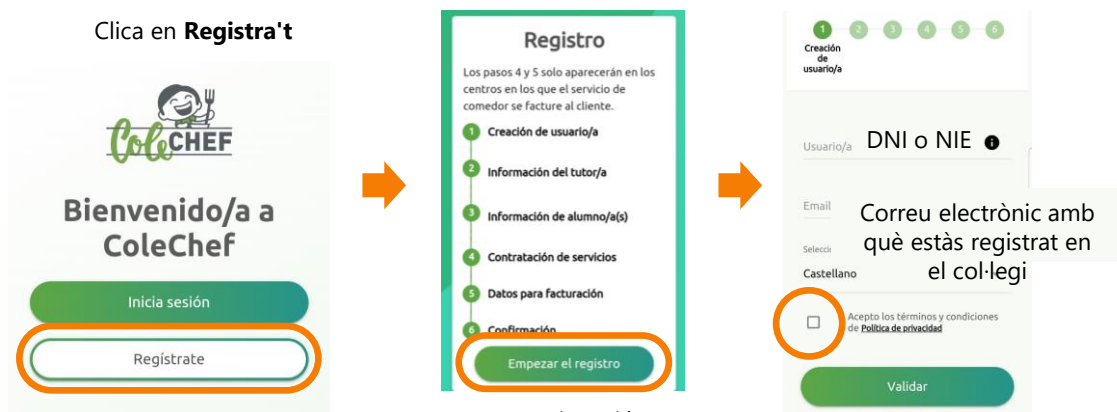 Clica en Registra't
ColeCHEF
Bienvenido/a a
ColeChef
Inicia sesión
Regístrate
Registro
Los pasos 4 y 5 solo aparecerán en los
centros en los que el servicio de
comedor se facture al cliente.
1 Creación de usuario/a
2 Información del tutor/a
3 Información de alumno/a(s)
4 Contratación de servicios
5 Datos para facturación
6 Confirmación
Empezar el registro
1 2 3 4 5 6
Creación
de
usuario/a
Usuario/a DNI o NIE
Email
Correu electrònic amb
què estàs registrat en
el col·legi
Castellano
Acepto los términos y condiciones
de Política de privacidad
Validar